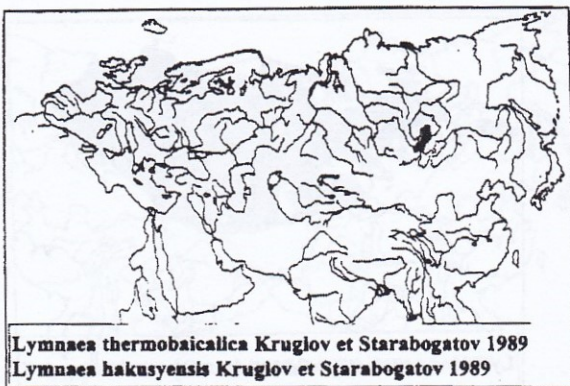 Lymnaea thermobaicalica Kruglov et Starabogatov 1989
Lymnaea hakusyensis Kruglov et Starabogatov 1989